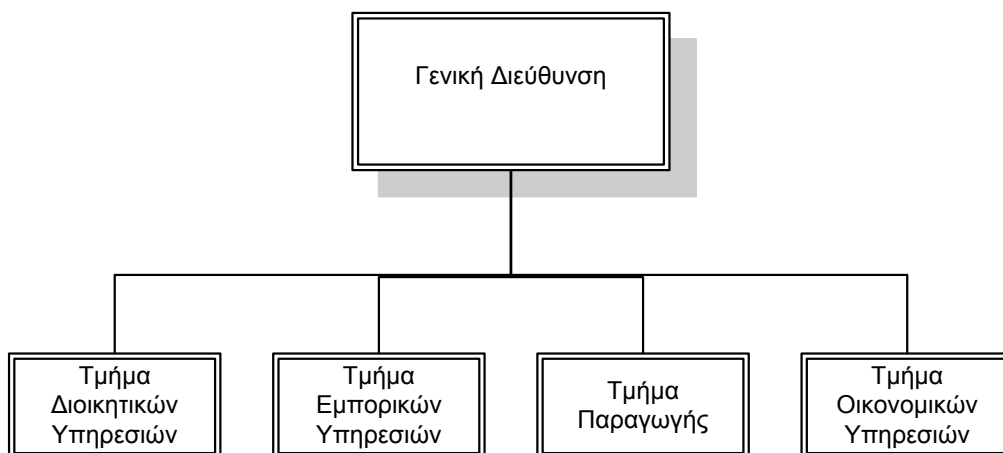 Γενική Διεύθυνση
Τμήμα
Διοικητικών
Υπηρεσιών
Τμήμα
Εμπορικών
Υπηρεσιών
Τμήμα
Παραγωγής
Τμήμα
Οικονομικών
Υπηρεσιών